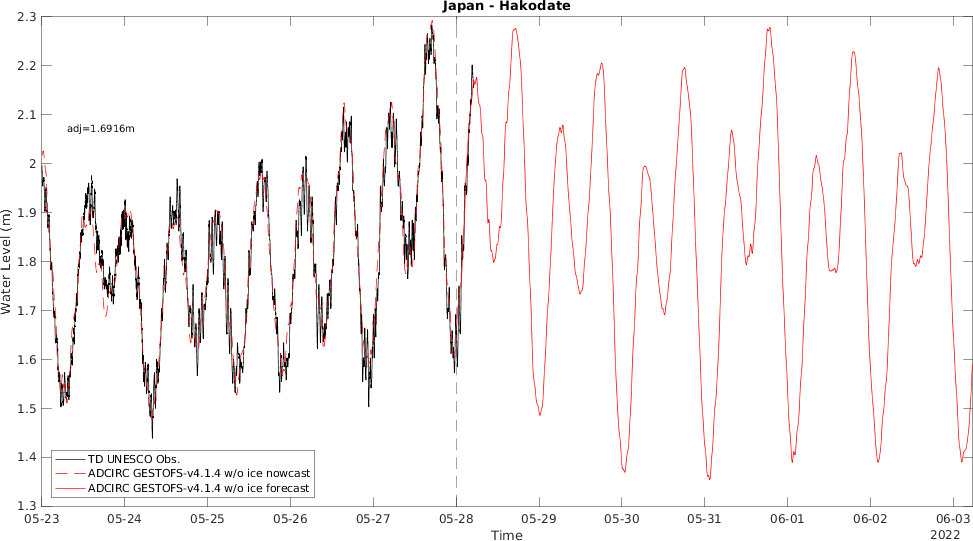 Japan - Hakodate
2.3
2.2
2.1
2
1.9
1.8
1.7
1.6
1.5
1.4
1.3
Water Level (m)
adj=1.6916m
TD UNESCO Obs.
ADCIRC GESTOFS-v4.1.4 w/o ice nowcast
ADCIRC GESTOFS-v4.1.4 w/o ice forecast
05-23 05-24 05-25 05-26 05-27 05-28 05-29 05-30 05-31 06-01 06-02 06-03
Time
2022